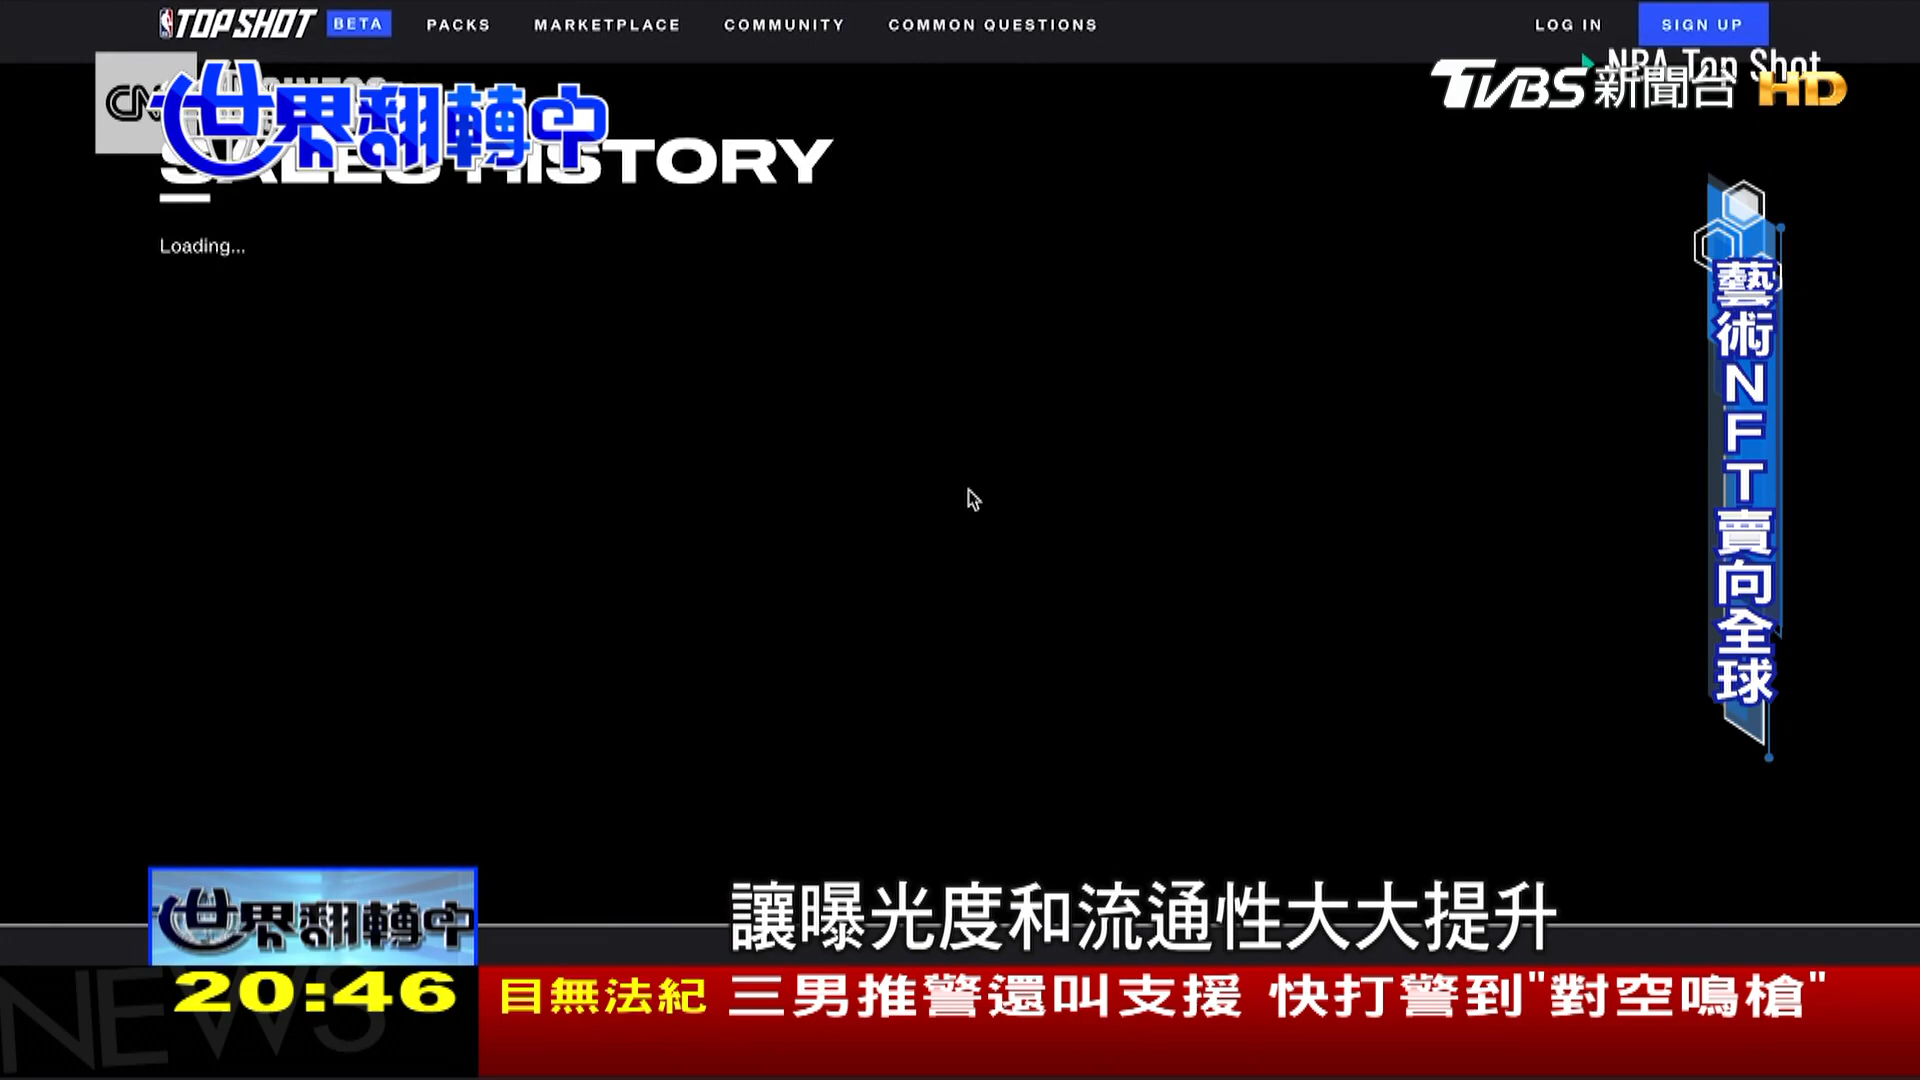 TOP SHOT BETA PACKS MARKETPLACE COMMUNITY COMMON QUESTIONS LOG IN SIGN UP
NBA Top Shot
TVBS新聞台 HD
世界翻轉中
SALES HISTORY
Loading...
藝術NFT賣向全球
讓曝光度和流通性大大提升
世界翻轉中
20:46
目無法紀 三男推警還叫支援 快打警到"對空鳴槍"
NEWS